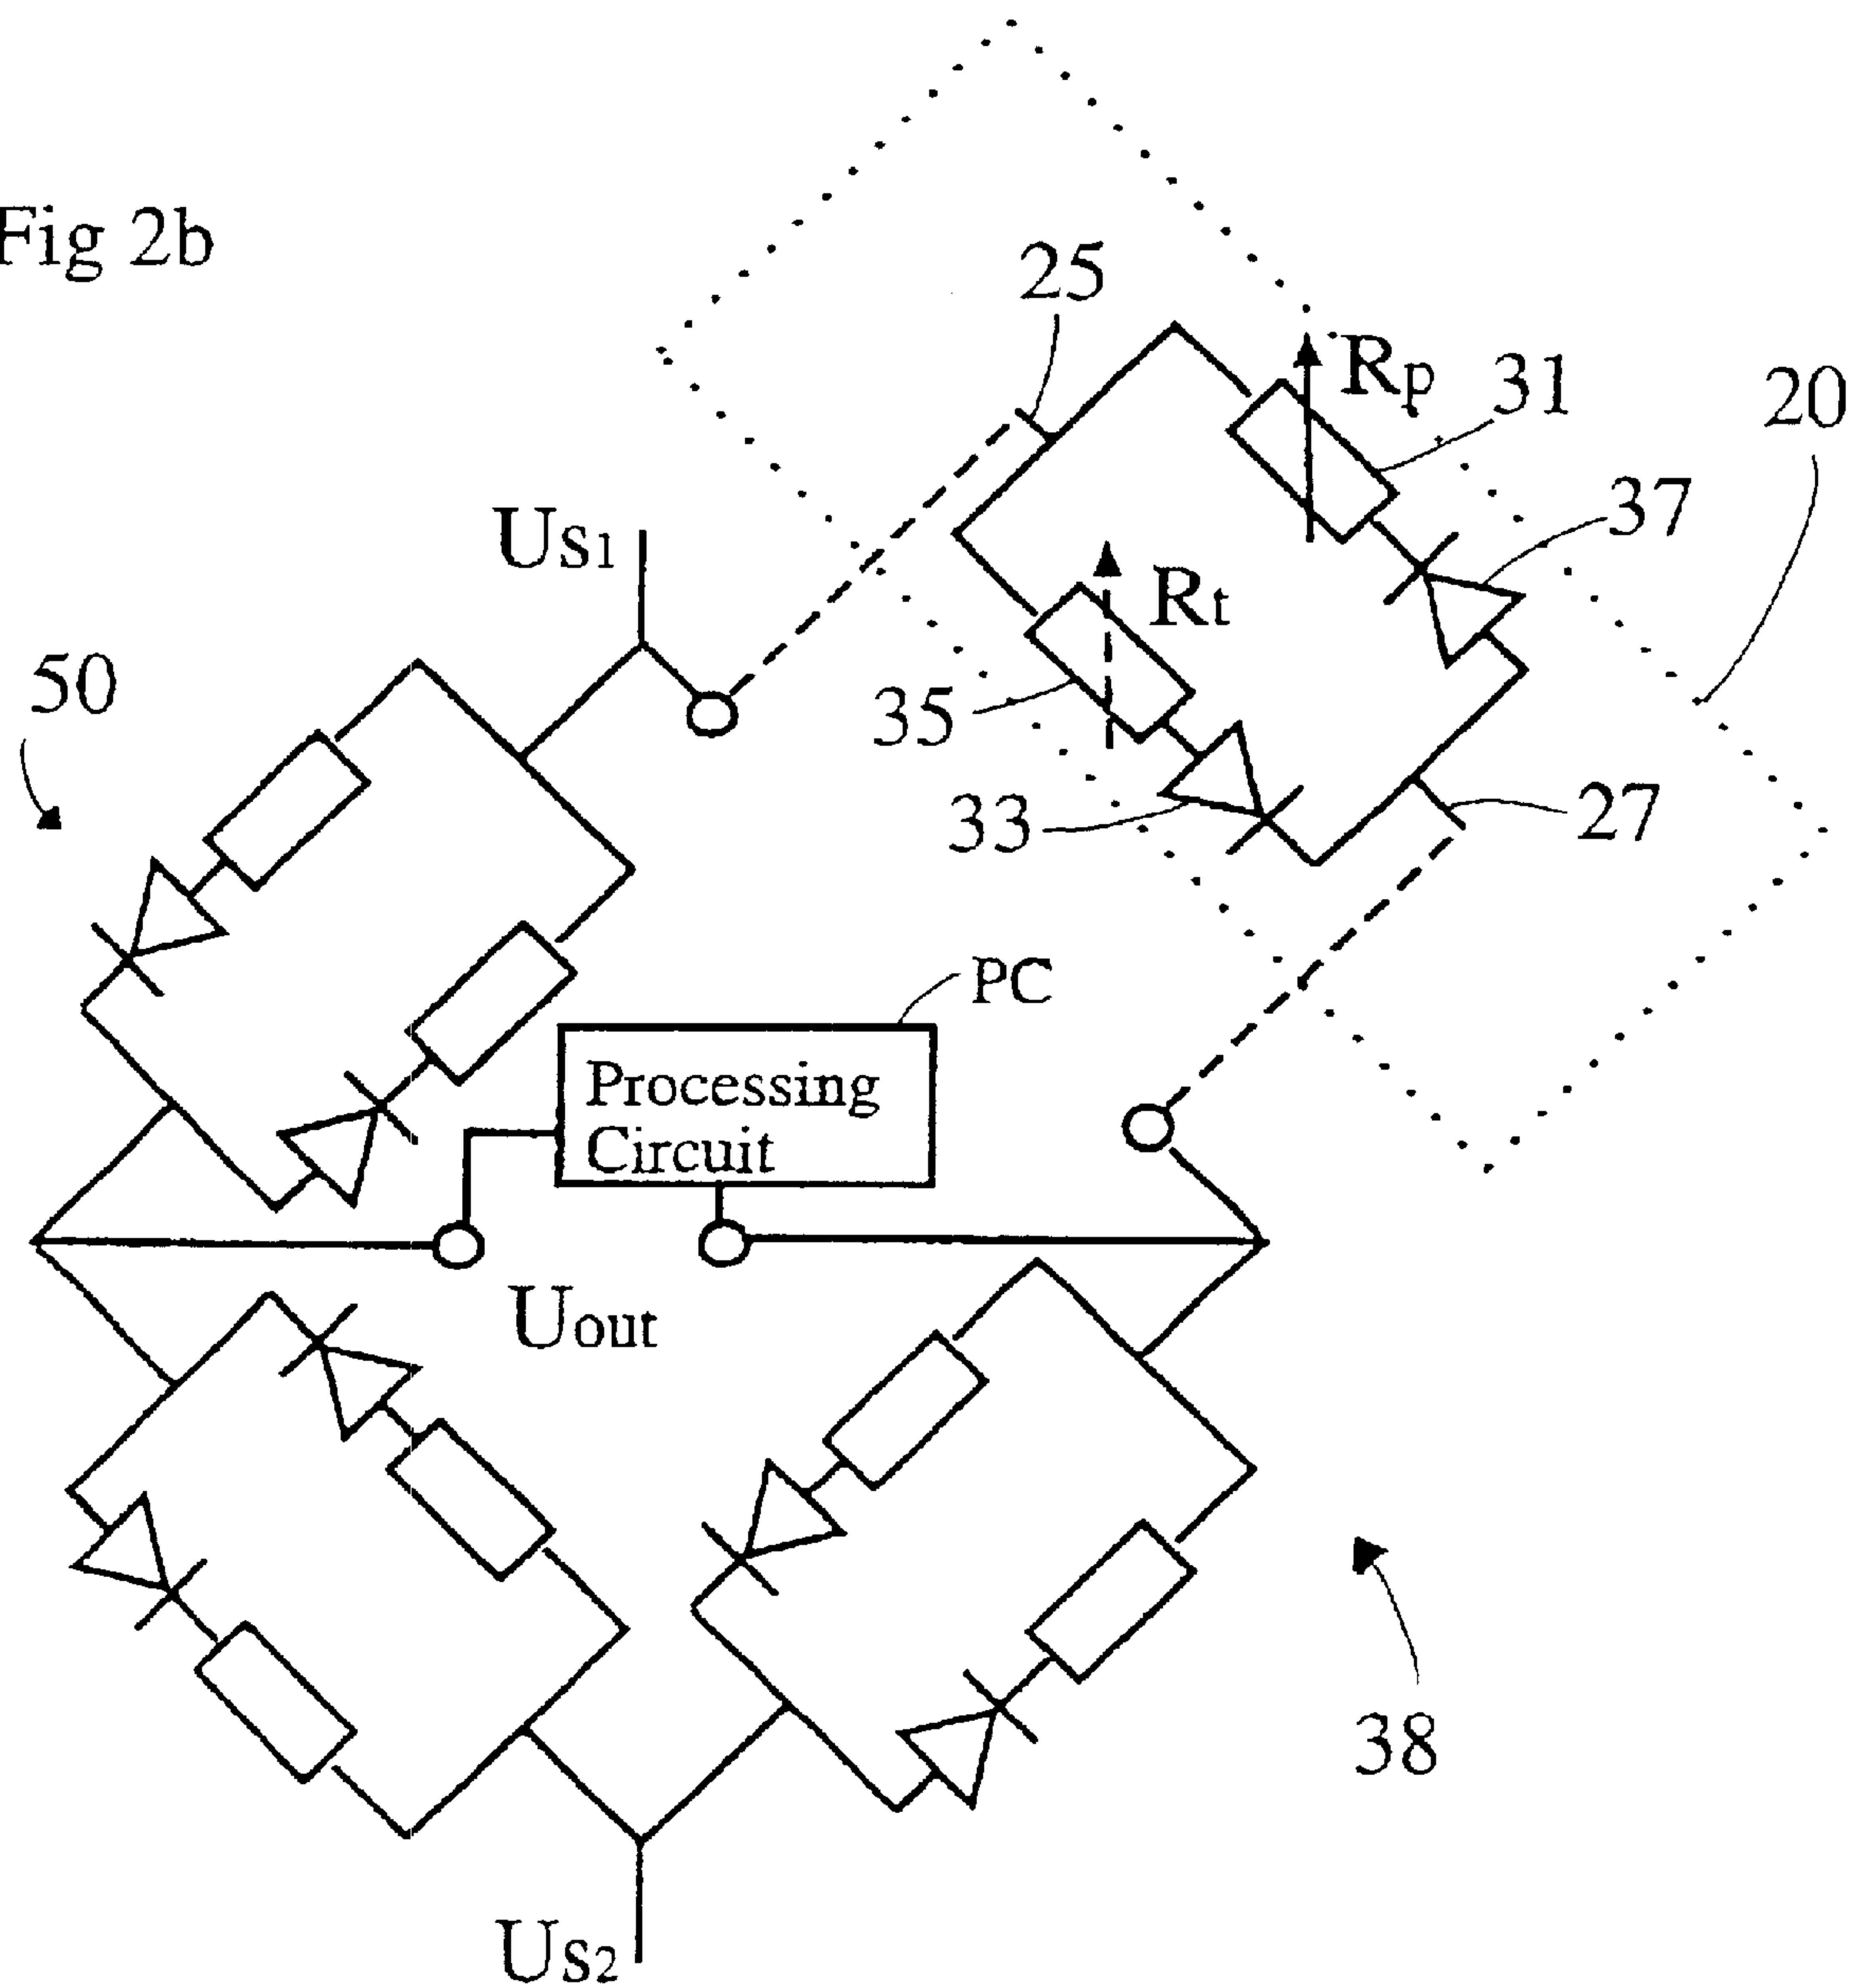 Fig 2b
25
Rp
31
20
37
US1
Rt
50
35
33
27
PC
Processing
Circuit
Uout
38
US2